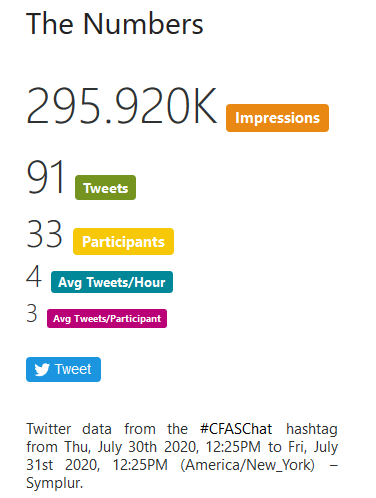 The Numbers
295.920K Impressions
91 Tweets
33 Participants
4 Avg Tweets/Hour
3 Avg Tweets/Participant
Tweet
Twitter data from the #CFASChat hashtag
from Thu, July 30th 2020, 12:25PM to Fri, July
31st 2020, 12:25PM (America/New_York) –
Symplur.